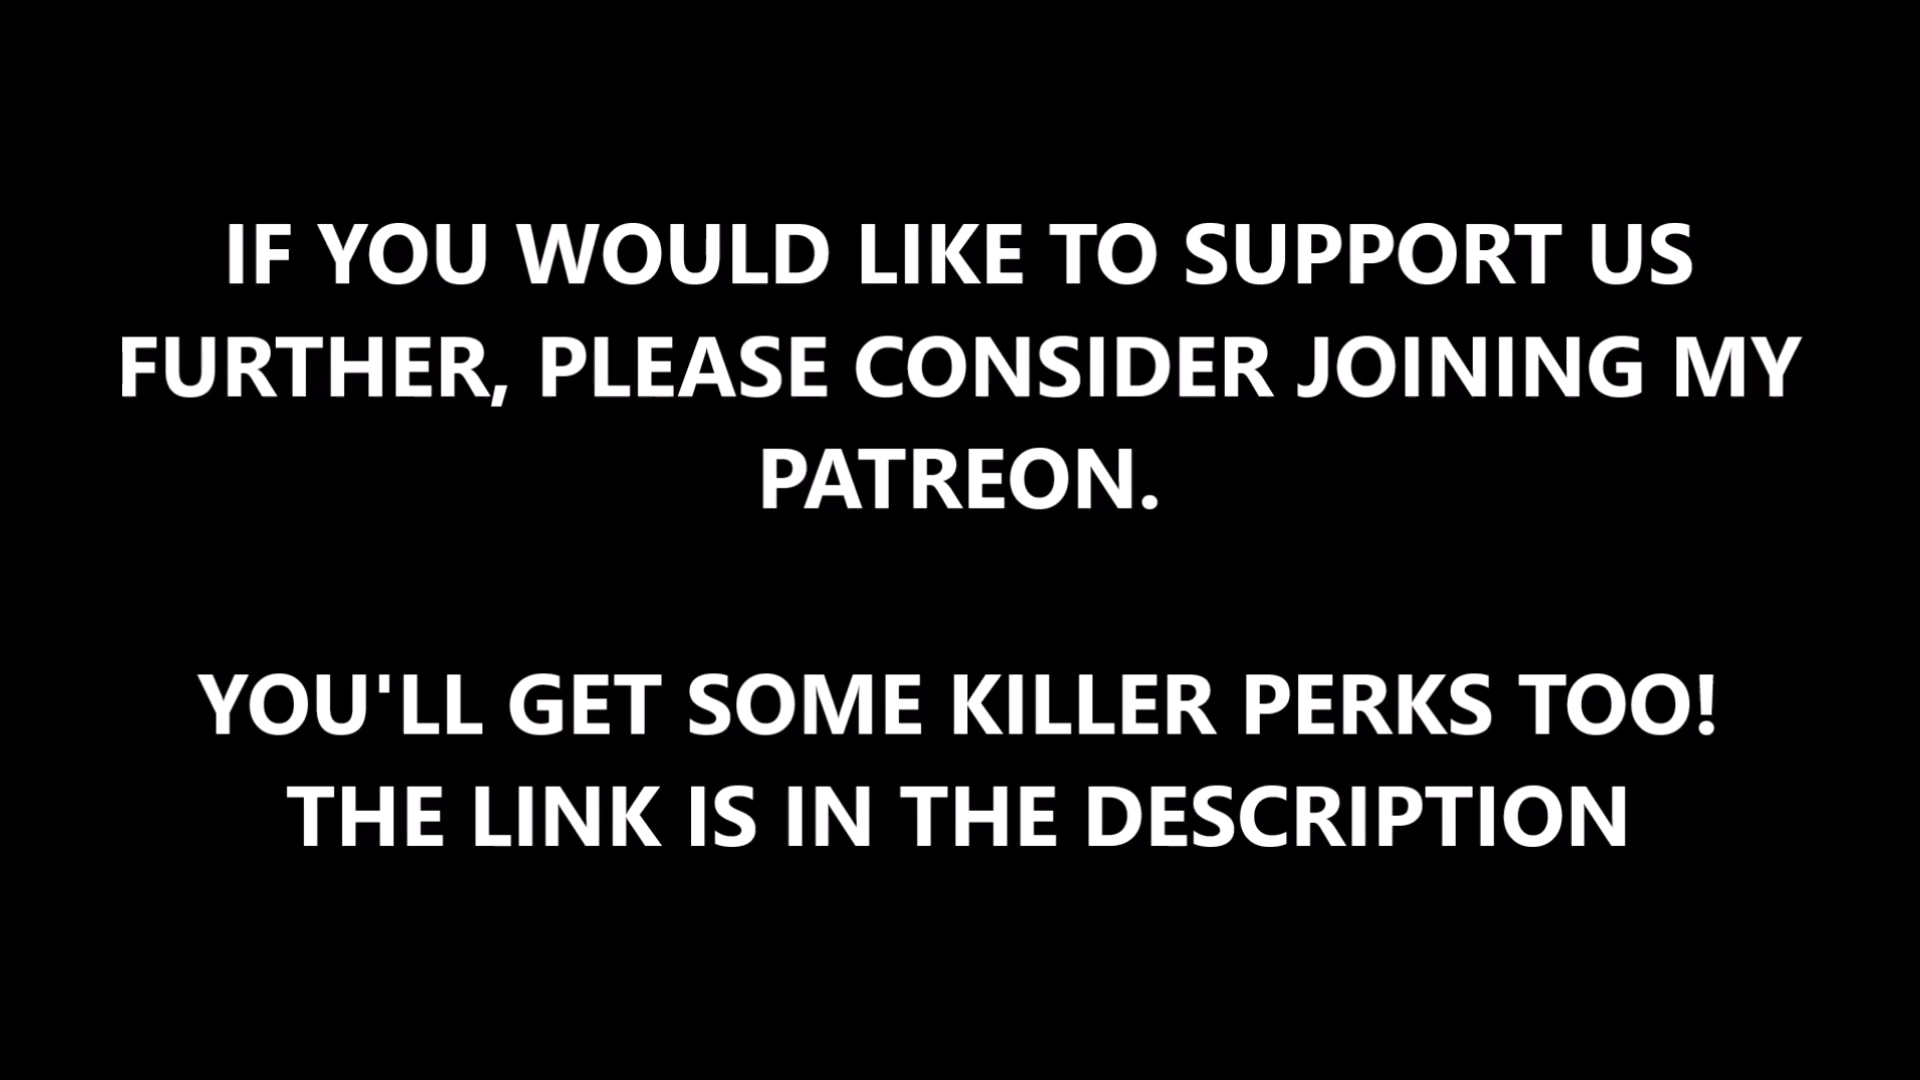 IF YOU WOULD LIKE TO SUPPORT US
FURTHER, PLEASE CONSIDER JOINING MY
PATREON.
YOU'LL GET SOME KILLER PERKS TOO!
THE LINK IS IN THE DESCRIPTION